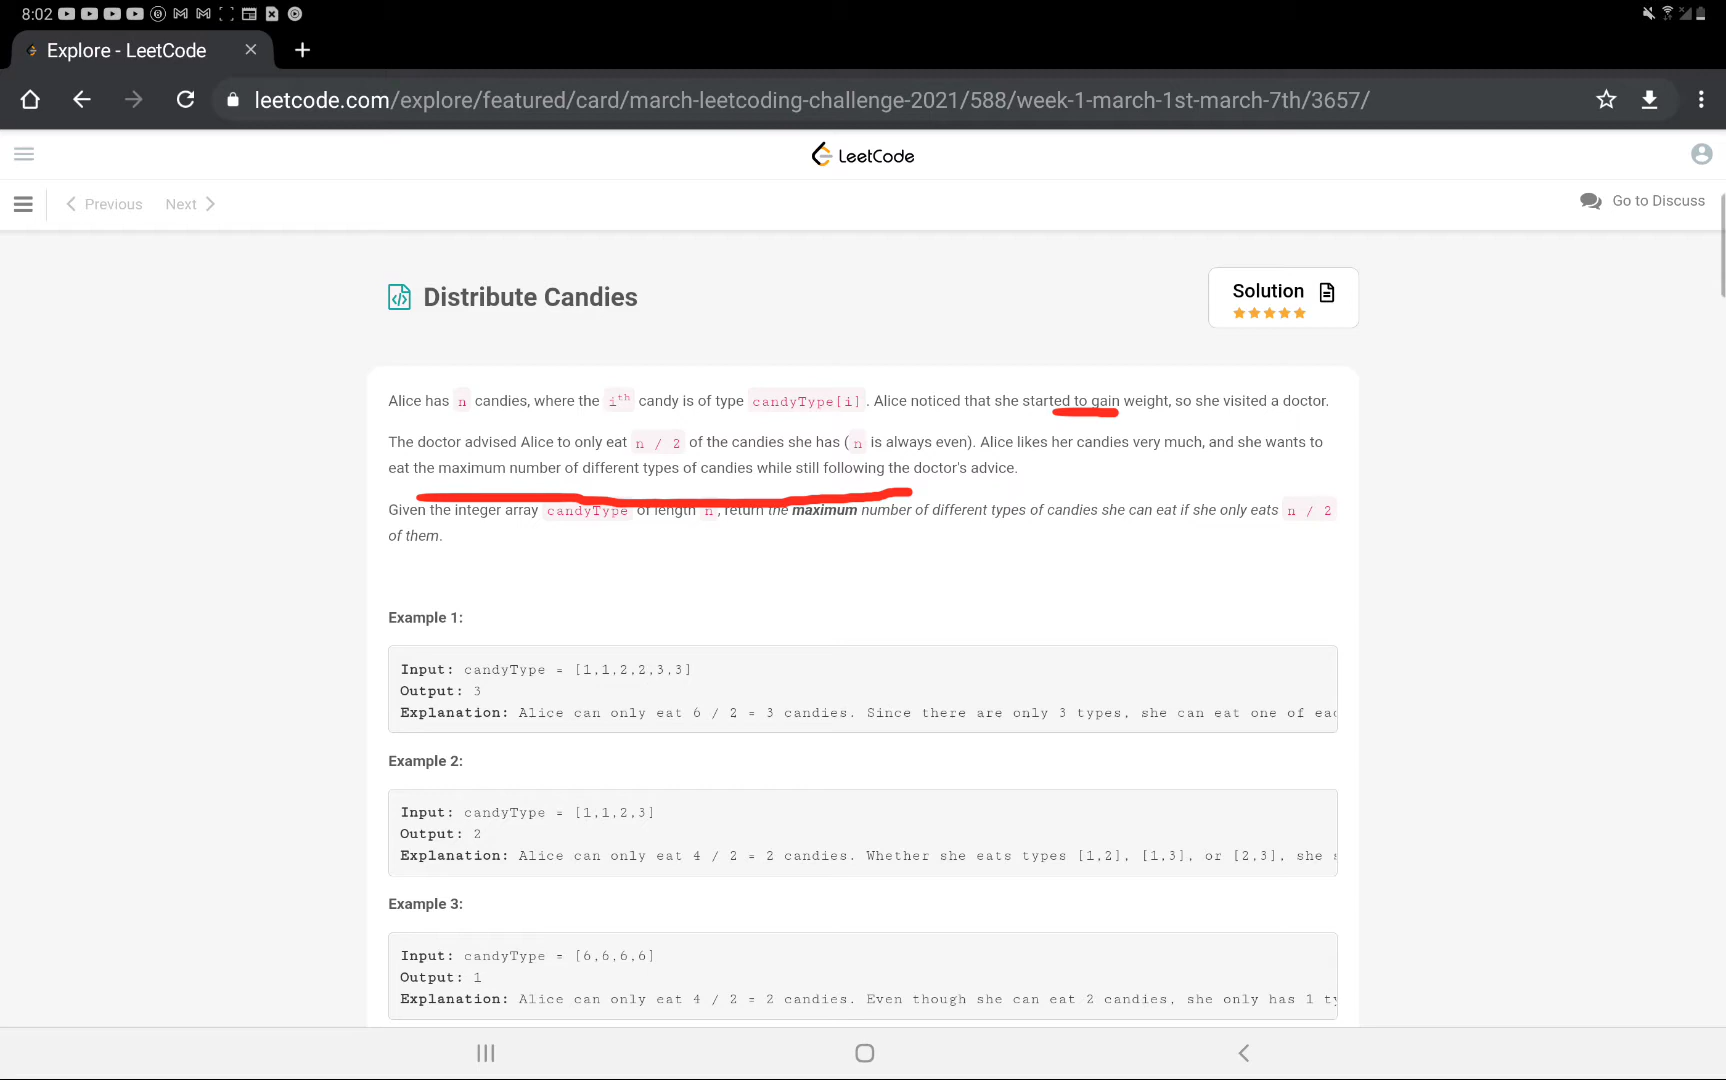 8:02
Explore - LeetCode
leetcode.com/explore/featured/card/march-leetcoding-challenge-2021/588/week-1-march-1st-march-7th/3657/
LeetCode
Previous Next Go to Discuss
Distribute Candies
Solution
Alice has n candies, where the ith candy is of type candyType[i]. Alice noticed that she started to gain weight, so she visited a doctor.
The doctor advised Alice to only eat n / 2 of the candies she has (n is always even). Alice likes her candies very much, and she wants to
eat the maximum number of different types of candies while still following the doctor's advice.
Given the integer array candyType of length n, return the maximum number of different types of candies she can eat if she only eats n / 2
of them.
Example 1:
Input: candyType = [1,1,2,2,3,3]
Output: 3
Explanation: Alice can only eat 6 / 2 = 3 candies. Since there are only 3 types, she can eat one of eac
Example 2:
Input: candyType = [1,1,2,3]
Output: 2
Explanation: Alice can only eat 4 / 2 = 2 candies. Whether she eats types [1,2], [1,3], or [2,3], she s
Example 3:
Input: candyType = [6,6,6,6]
Output: 1
Explanation: Alice can only eat 4 / 2 = 2 candies. Even though she can eat 2 candies, she only has 1 ty